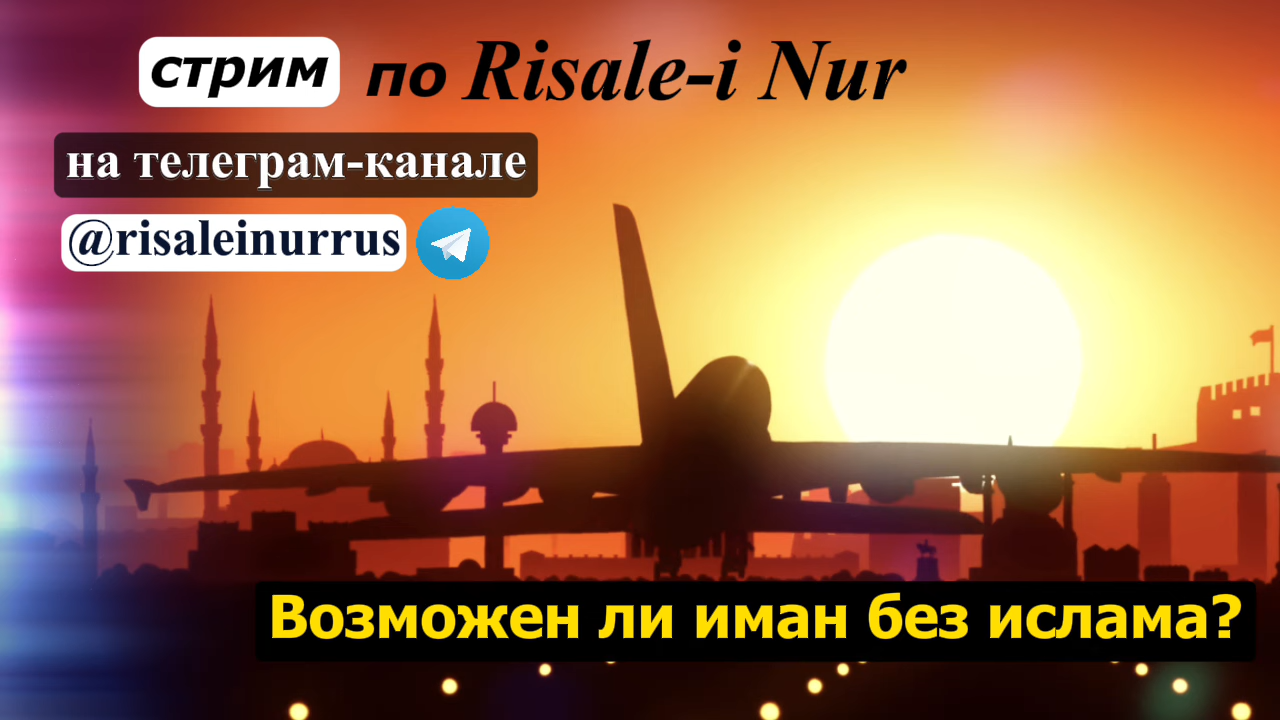 стрим по Risale-i Nur
на телеграм-канале
@risaleinurrus
Возможен ли иман без ислама?